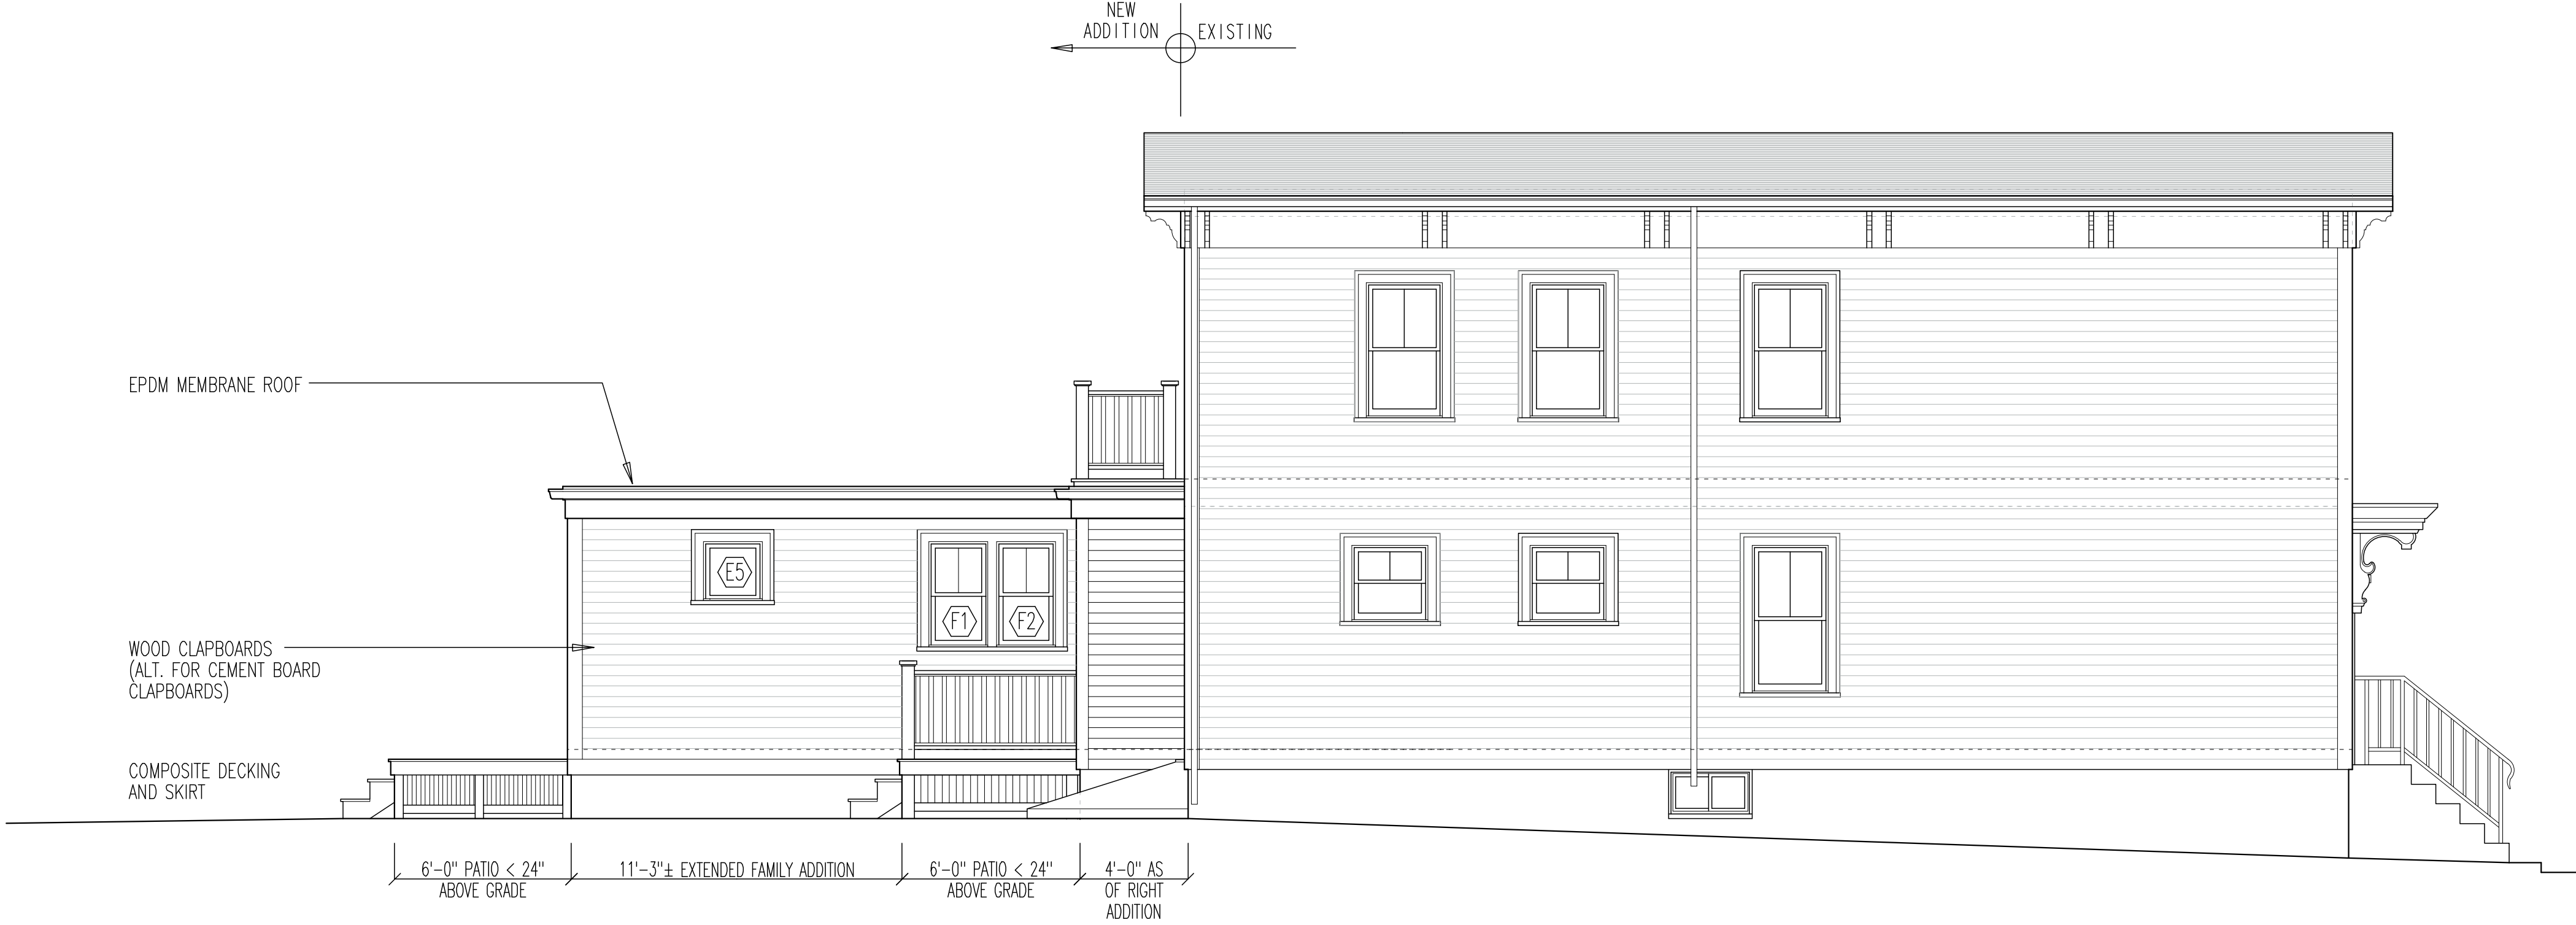 NEW
ADDITION
EXISTING
EPDM MEMBRANE ROOF
E5
F1
F2
WOOD CLAPBOARDS
(ALT. FOR CEMENT BOARD
CLAPBOARDS)
COMPOSITE DECKING
AND SKIRT
6'-0" PATIO < 24"
ABOVE GRADE
11'-3"± EXTENDED FAMILY ADDITION
6'-0" PATIO < 24"
ABOVE GRADE
4'-0" AS
OF RIGHT
ADDITION